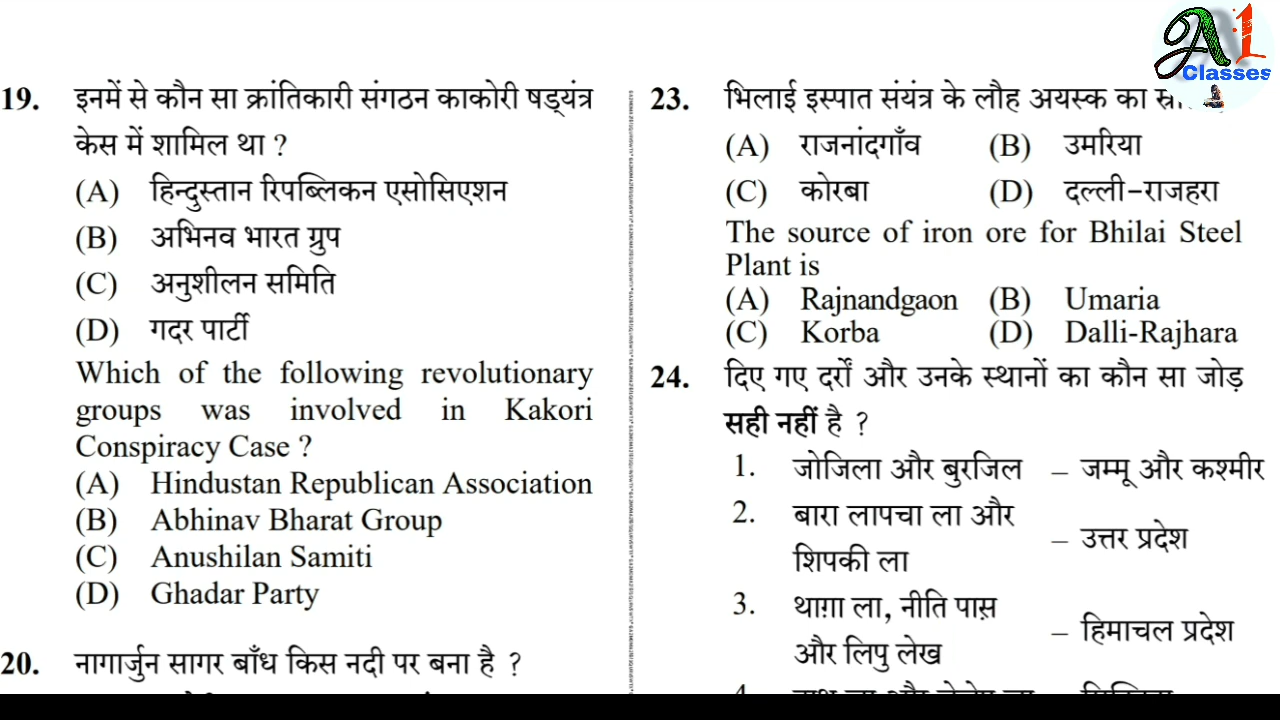 A1
Classes
19. इनमें से कौन सा क्रांतिकारी संगठन काकोरी षड्यंत्र
केस में शामिल था ?
(A) हिन्दुस्तान रिपब्लिकन एसोसिएशन
(B) अभिनव भारत ग्रुप
(C) अनुशीलन समिति
(D) गदर पार्टी
Which of the following revolutionary
groups was involved in Kakori
Conspiracy Case ?
(A) Hindustan Republican Association
(B) Abhinav Bharat Group
(C) Anushilan Samiti
(D) Ghadar Party
20. नागार्जुन सागर बाँध किस नदी पर बना है ?
23. भिलाई इस्पात संयंत्र के लौह अयस्क का
(A) राजनांदगाँव (B) उमरिया
(C) कोरबा (D) दल्ली-राजहरा
The source of iron ore for Bhilai Steel
Plant is
(A) Rajnandgaon (B) Umaria
(C) Korba (D) Dalli-Rajhara
24. दिए गए दर्रों और उनके स्थानों का कौन सा जोड़
सही नहीं है ?
1. जोजिला और बुरजिल – जम्मू और कश्मीर
2. बारा लापचा ला और
शिपकी ला – उत्तर प्रदेश
3. थाग़ा ला, नीति पास़
और लिपु लेख – हिमाचल प्रदेश